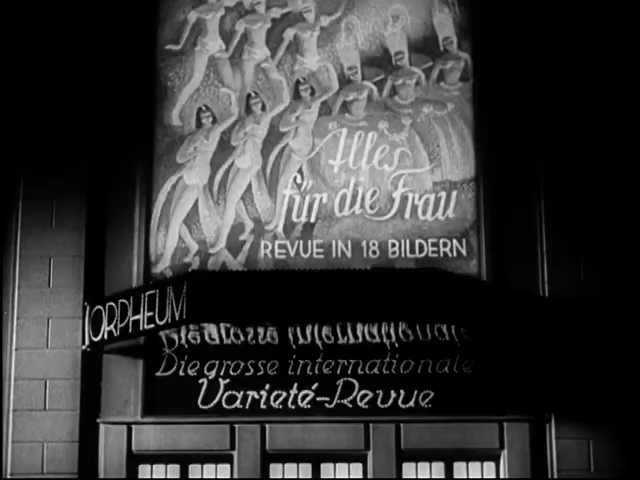 Alles
für die Frau
REVUE IN 18 BILDERN
ORPHEUM
Die grosse internationale
Varieté-Revue